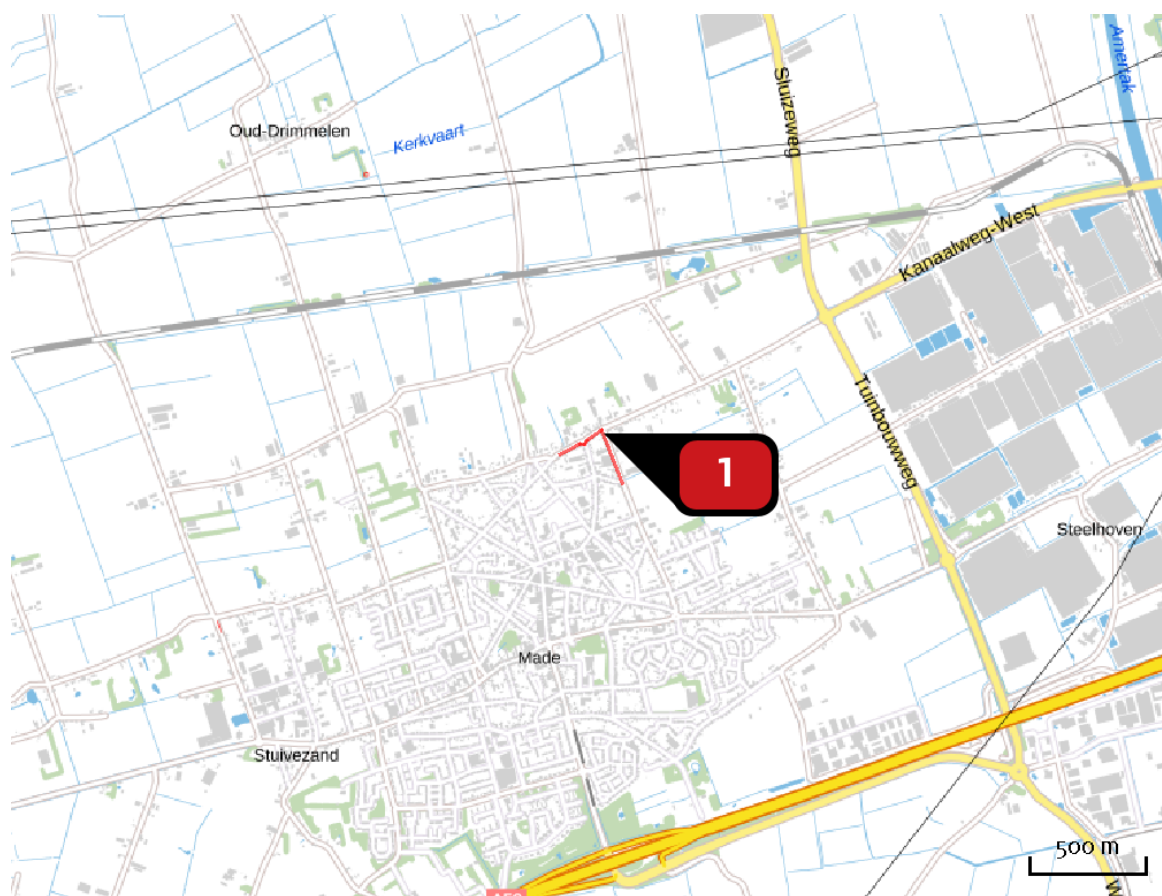 Amertak
Sluizeweg
Oud-Drimmelen
Kerkvaart
Kanaalweg-West
Tuinbouwweg
1
Steelhoven
Made
Stuivezand
500 m